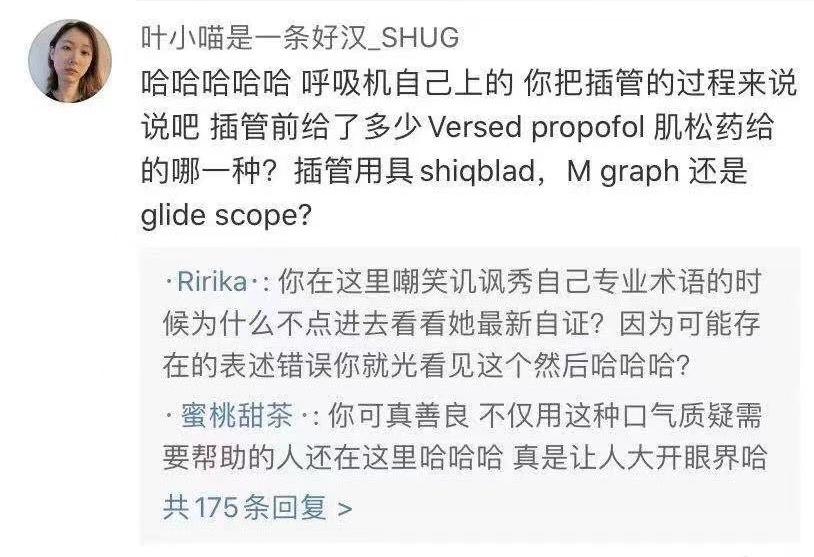 叶小喵是一条好汉_SHUG
哈哈哈哈哈 呼吸机自己上的 你把插管的过程来说
说吧 插管前给了多少Versed propofol 肌松药给
的哪一种？插管用具shiqblad，M graph 还是
glide scope?
·Ririka·: 你在这里嘲笑讥讽秀自己专业术语的时
候为什么不点进去看看她最新自证？因为可能存
在的表述错误你就光看见这个然后哈哈哈？
· 蜜桃甜茶 ·: 你可真善良 不仅用这种口气质疑需
要帮助的人还在这里哈哈哈 真是让人大开眼界哈
共175条回复 >